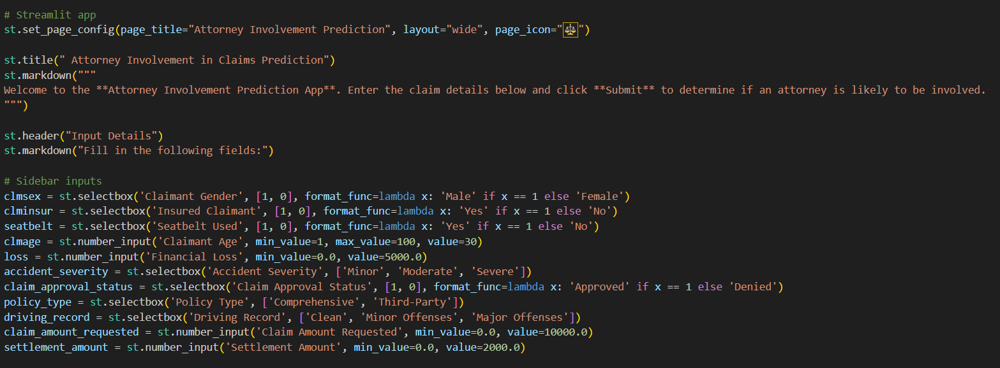 # Streamlit app
st.set_page_config(page_title="Attorney Involvement Prediction", layout="wide", page_icon="⚖")
st.title(" Attorney Involvement in Claims Prediction")
st.markdown("""
Welcome to the **Attorney Involvement Prediction App**. Enter the claim details below and click **Submit** to determine if an attorney is likely to be involved.
""")
st.header("Input Details")
st.markdown("Fill in the following fields:")
# Sidebar inputs
clmsex = st.selectbox('Claimant Gender', [1, 0], format_func=lambda x: 'Male' if x == 1 else 'Female')
clminsur = st.selectbox('Insured Claimant', [1, 0], format_func=lambda x: 'Yes' if x == 1 else 'No')
seatbelt = st.selectbox('Seatbelt Used', [1, 0], format_func=lambda x: 'Yes' if x == 1 else 'No')
clmage = st.number_input('Claimant Age', min_value=1, max_value=100, value=30)
loss = st.number_input('Financial Loss', min_value=0.0, value=5000.0)
accident_severity = st.selectbox('Accident Severity', ['Minor', 'Moderate', 'Severe'])
claim_approval_status = st.selectbox('Claim Approval Status', [1, 0], format_func=lambda x: 'Approved' if x == 1 else 'Denied')
policy_type = st.selectbox('Policy Type', ['Comprehensive', 'Third-Party'])
driving_record = st.selectbox('Driving Record', ['Clean', 'Minor Offenses', 'Major Offenses'])
claim_amount_requested = st.number_input('Claim Amount Requested', min_value=0.0, value=10000.0)
settlement_amount = st.number_input('Settlement Amount', min_value=0.0, value=2000.0)